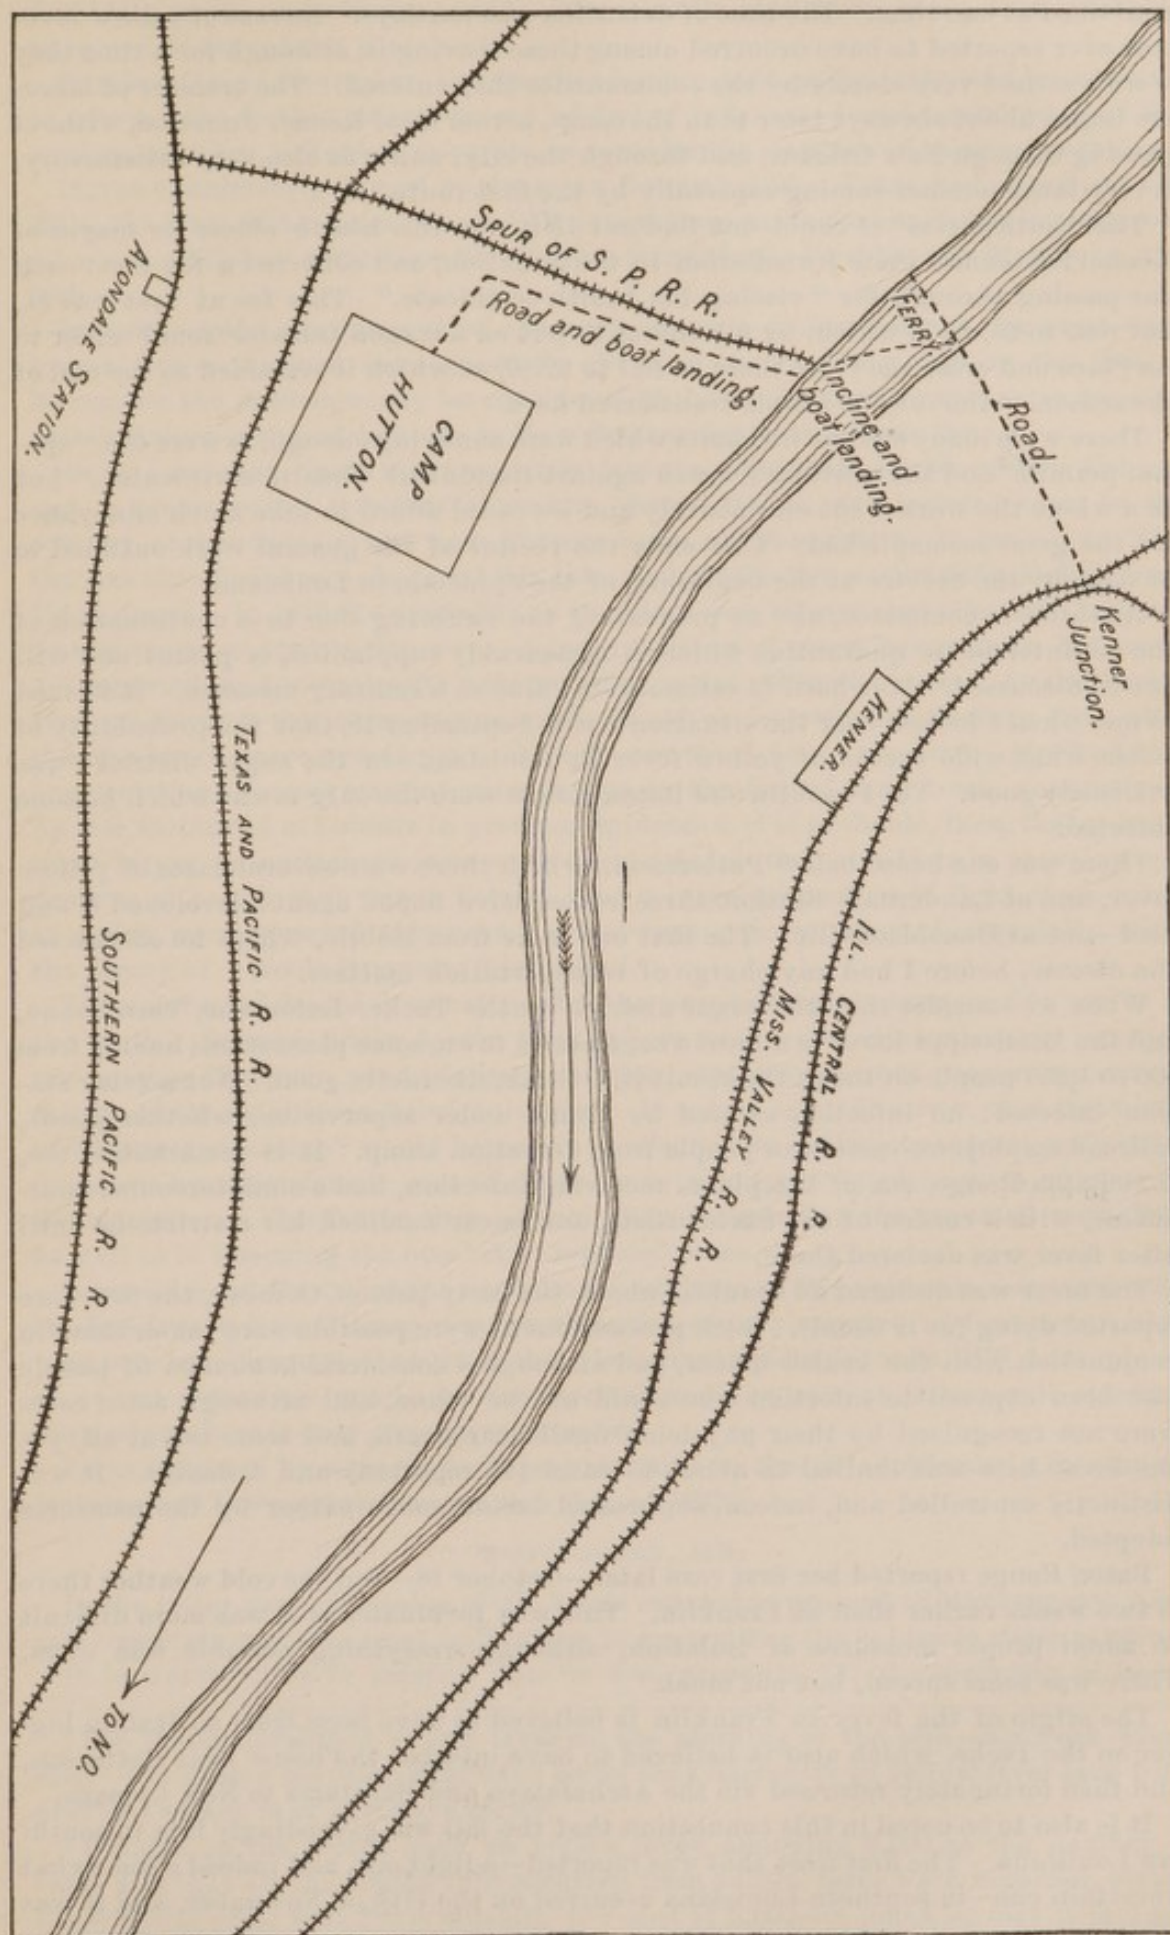 SPUR OF S. P. R. R.
AVONDALE STATION.
Road and boat landing.
CAMP
HUTTON.
FERRY
Incline and
boat landing.
Road
Kenner
Junction.
KENNER.
TEXAS AND PACIFIC R. R.
SOUTHERN PACIFIC R. R.
ILL. CENTRAL R. R.
MISS. VALLEY R. R.
To N.O.